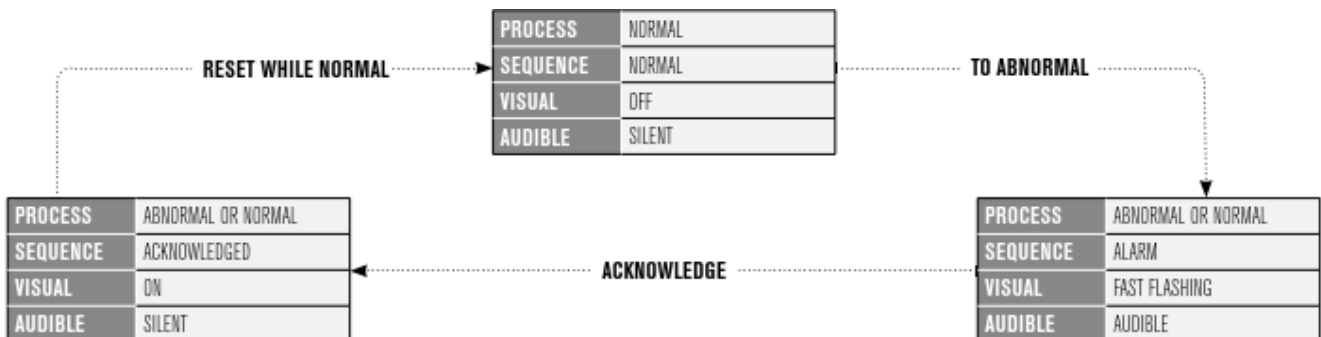 PROCESS NORMAL
RESET WHILE NORMAL SEQUENCE NORMAL TO ABNORMAL
VISUAL OFF
AUDIBLE SILENT
PROCESS ABNORMAL OR NORMAL PROCESS ABNORMAL OR NORMAL
SEQUENCE ACKNOWLEDGED ACKNOWLEDGE SEQUENCE ALARM
VISUAL ON VISUAL FAST FLASHING
AUDIBLE SILENT AUDIBLE AUDIBLE